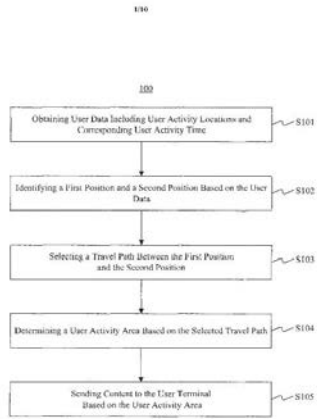 1/10
100
Obtaining User Data Including User Activity Locations and
Corresponding User Activity Time
S101
Identifying a First Position and a Second Position Based on the User
Data
S102
Selecting a Travel Path Between the First Position
and the Second Position
S103
Determining a User Activity Area Based on the Selected Travel Path
S104
Sending Content to the User Terminal
Based on the User Activity Area
S105